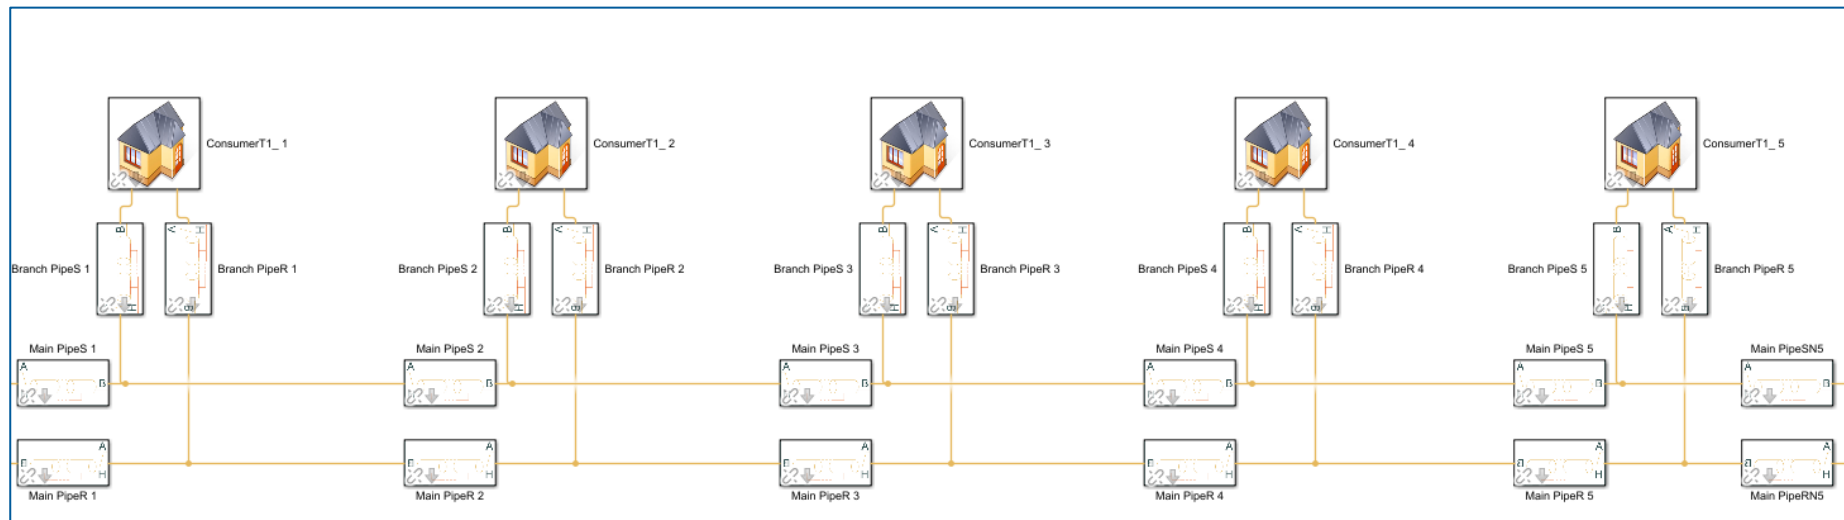 ConsumerT1_ 1
ConsumerT1_ 2
ConsumerT1_ 3
ConsumerT1_ 4
ConsumerT1_ 5
B A H
B A H
B A H
B A H
B A H
Branch PipeS 1
Branch PipeR 1
Branch PipeS 2
Branch PipeR 2
Branch PipeS 3
Branch PipeR 3
Branch PipeS 4
Branch PipeR 4
Branch PipeS 5
Branch PipeR 5
H B
H B
H B
H B
H B
Main PipeS 1
Main PipeS 2
Main PipeS 3
Main PipeS 4
Main PipeS 5
Main PipeSN5
A B
A B
A B
A B
A B
A B
B A H
B A H
B A H
B A H
B A H
B A H
Main PipeR 1
Main PipeR 2
Main PipeR 3
Main PipeR 4
Main PipeR 5
Main PipeRN5